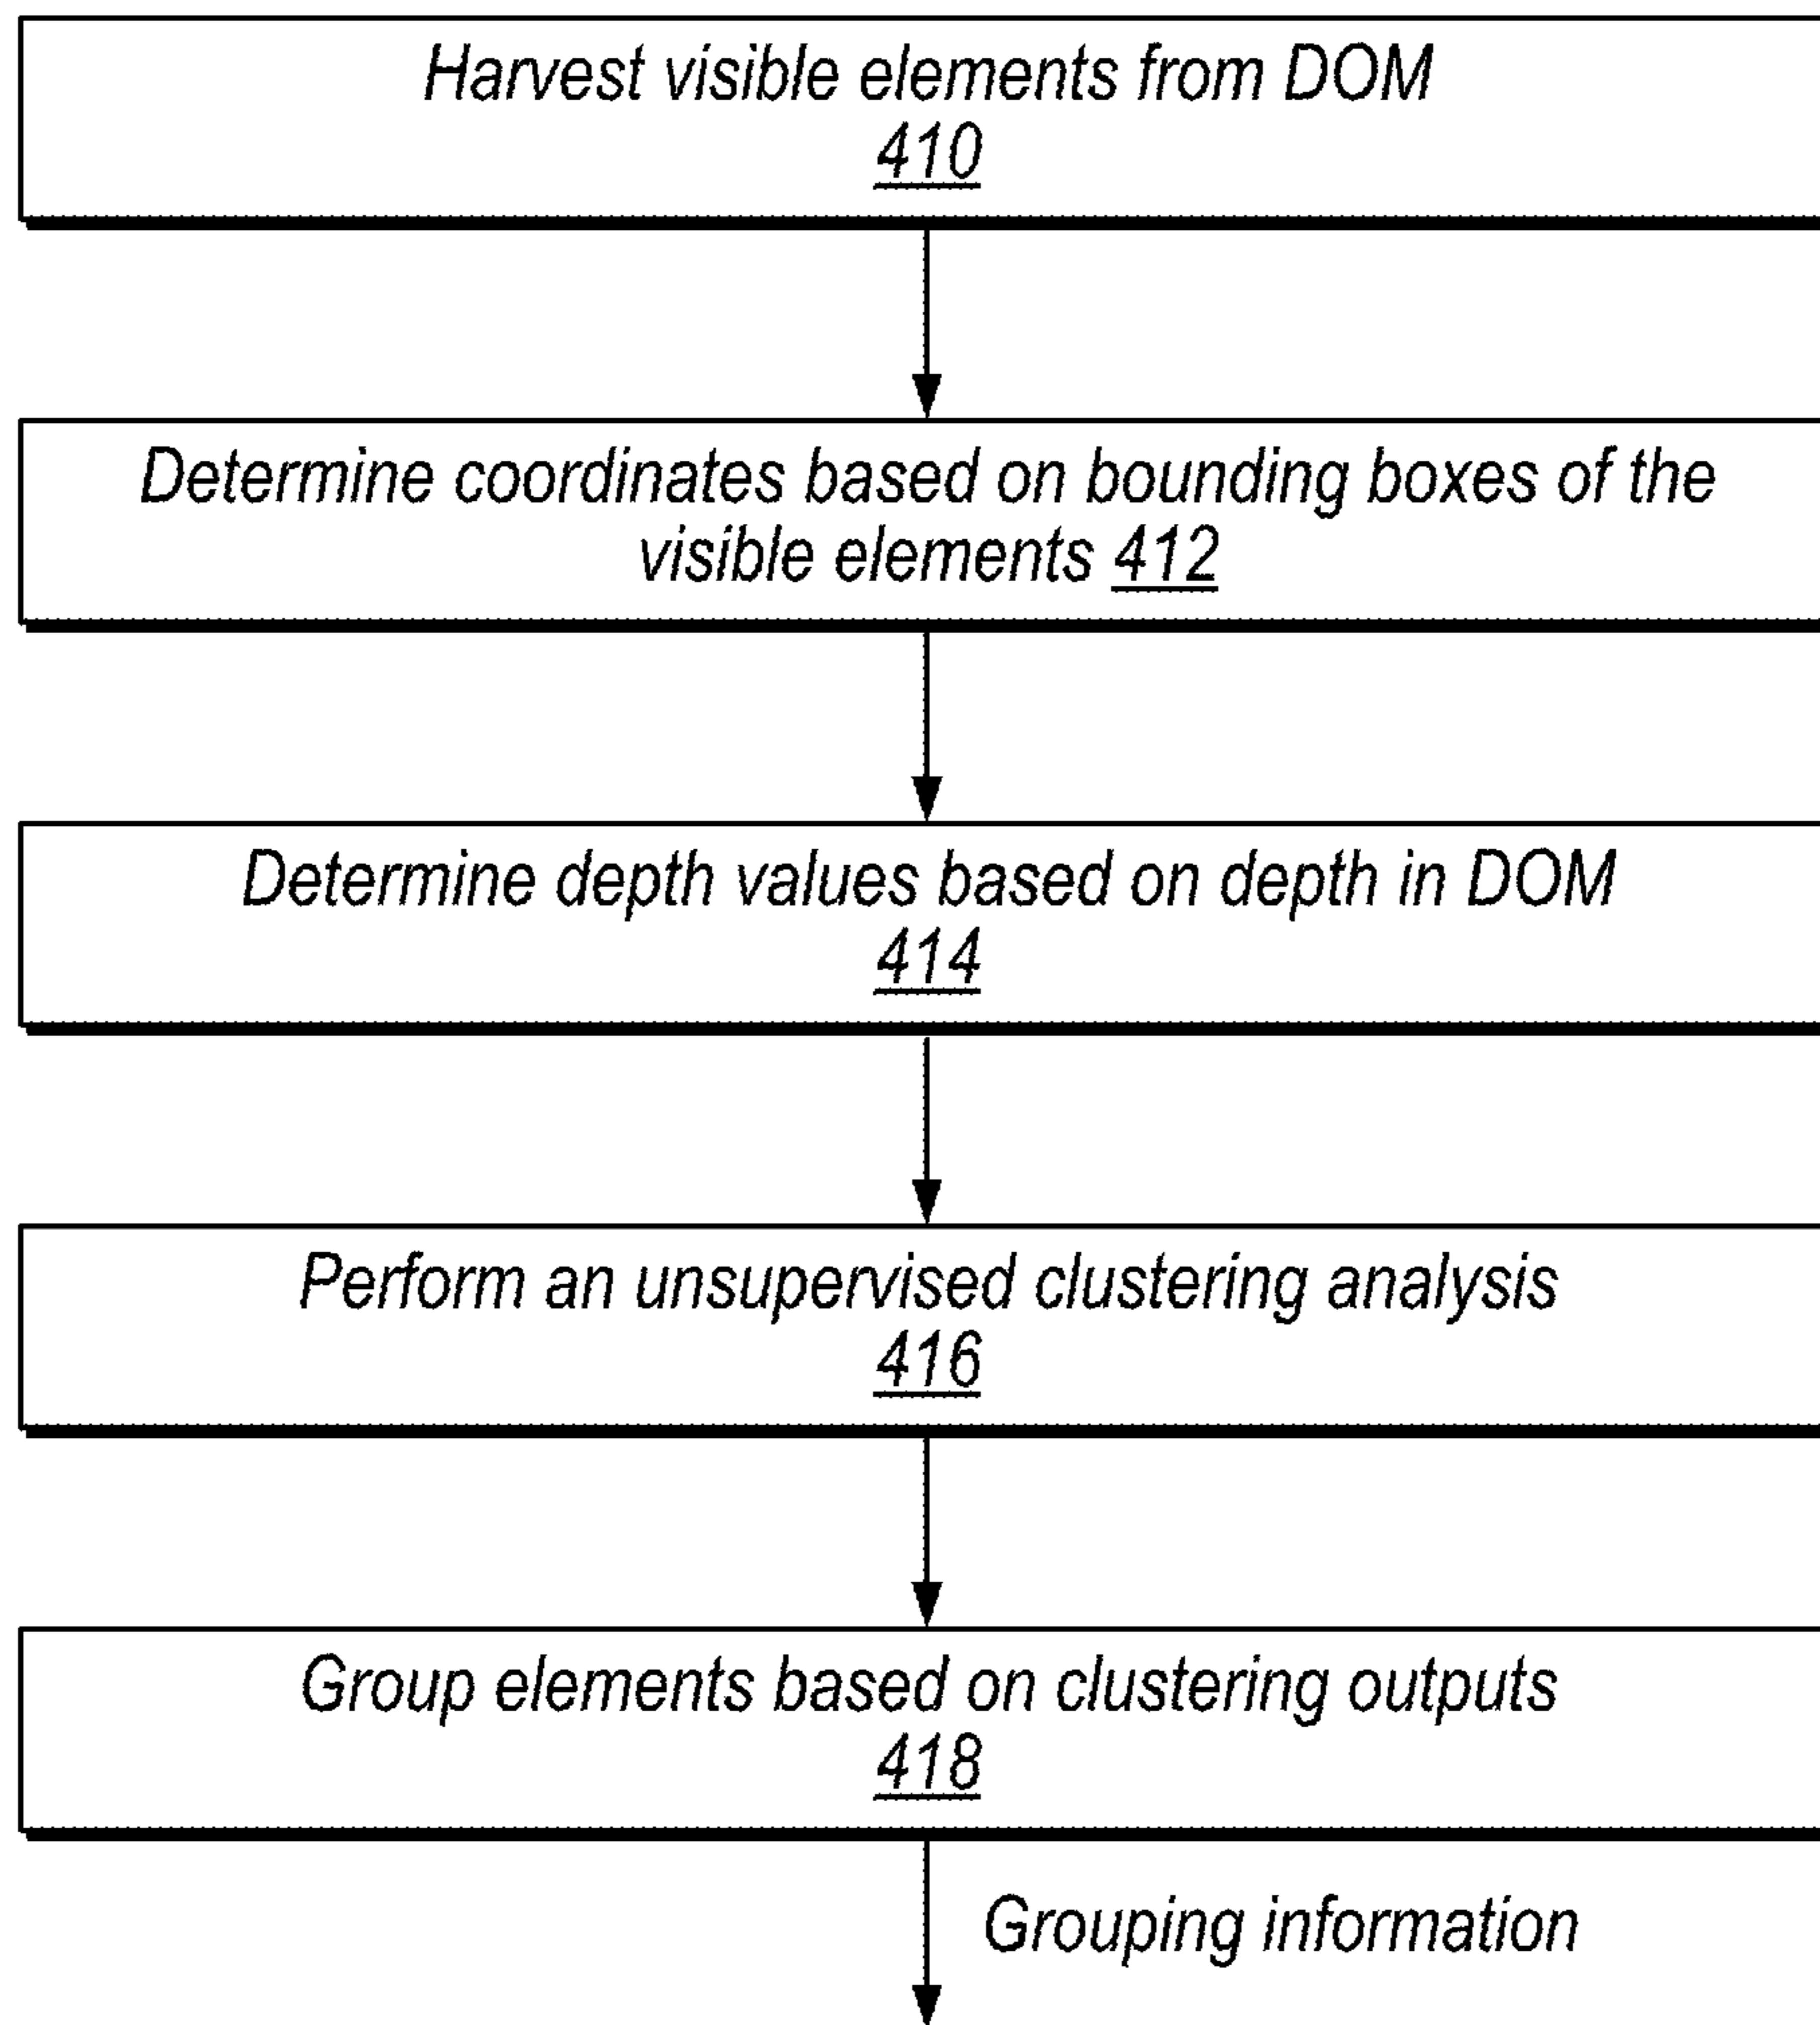 Harvest visible elements from DOM
410
Determine coordinates based on bounding boxes of the
visible elements 412
Determine depth values based on depth in DOM
414
Perform an unsupervised clustering analysis
416
Group elements based on clustering outputs
418
Grouping information